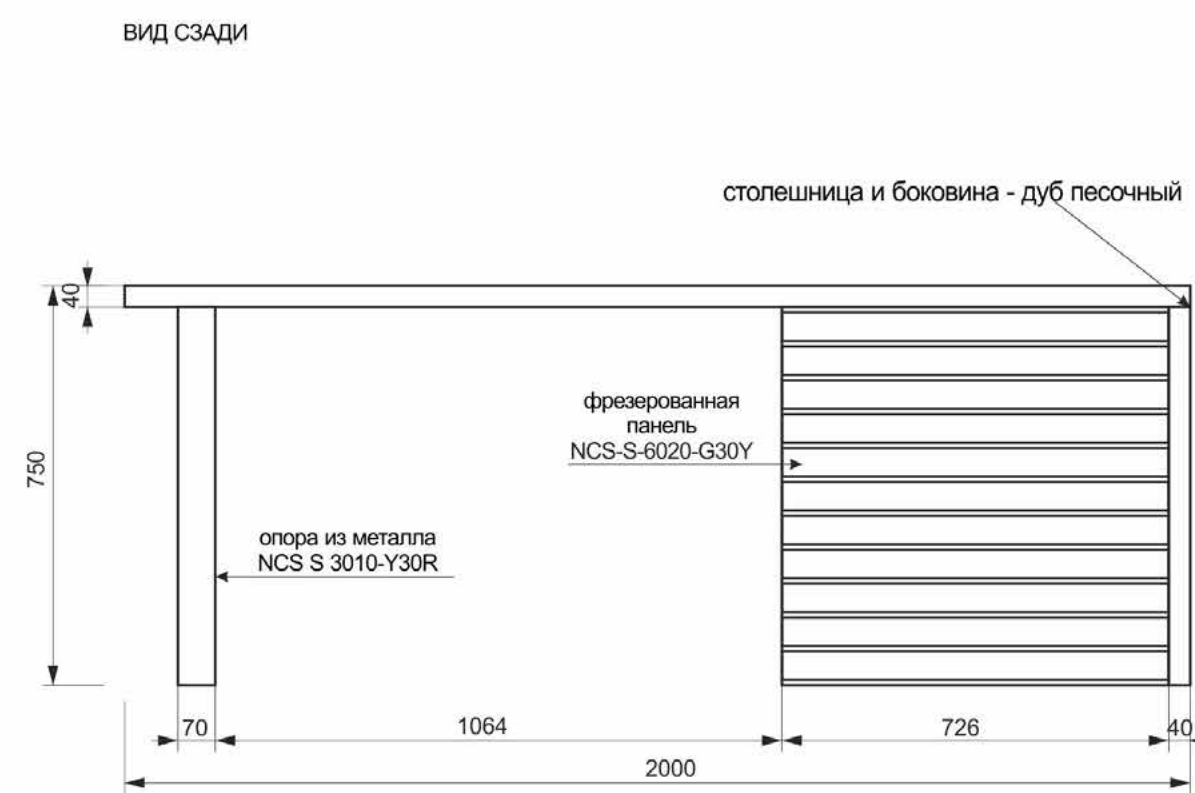 ВИД СЗАДИ
столешница и боковина - дуб песочный
40
фрезерованная
панель
NCS-S-6020-G30Y
750
опора из металла
NCS S 3010-Y30R
70
1064
726
40
2000